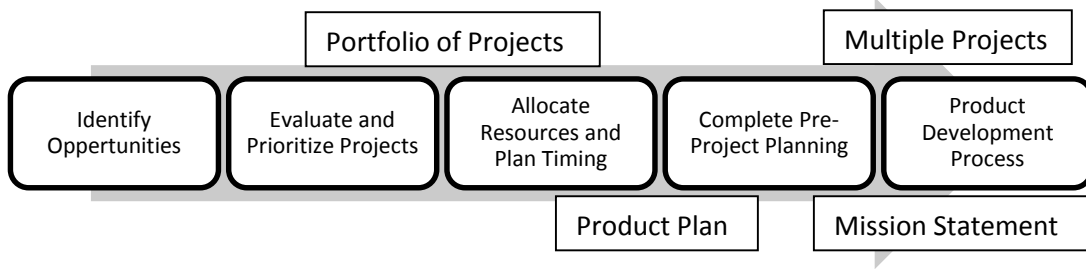 Portfolio of Projects
Multiple Projects
Identify
Oppertunities
Evaluate and
Prioritize Projects
Allocate
Resources and
Plan Timing
Complete Pre-
Project Planning
Product
Development
Process
Product Plan
Mission Statement